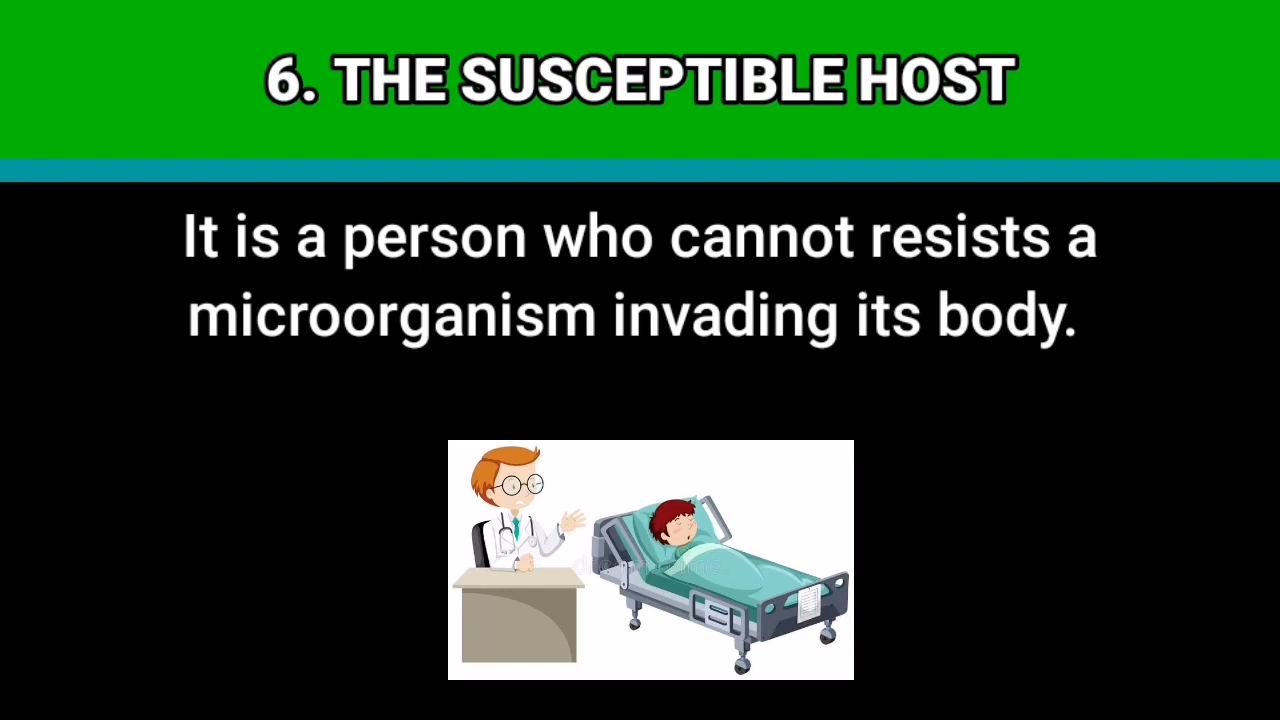 6. THE SUSCEPTIBLE HOST
It is a person who cannot resists a
microorganism invading its body.